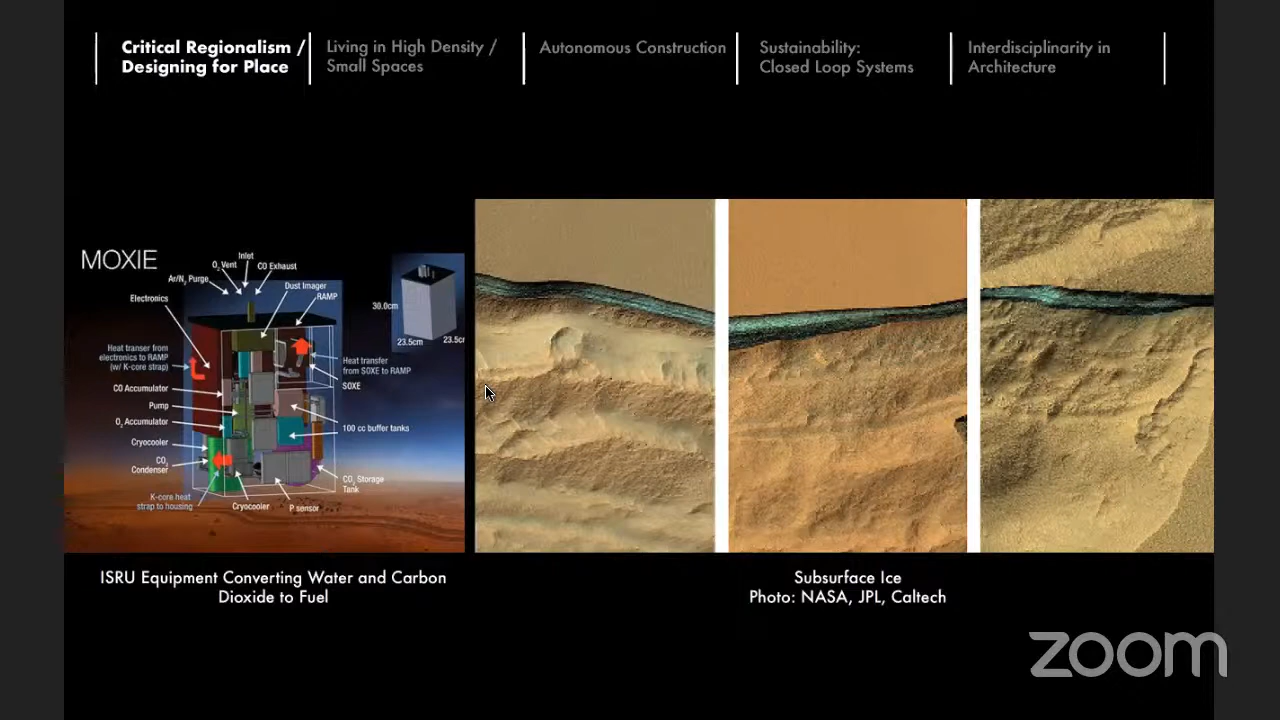 Critical Regionalism /
Designing for Place
Living in High Density /
Small Spaces
Autonomous Construction
Sustainability:
Closed Loop Systems
Interdisciplinarity in
Architecture
MOXIE
Inlet
O2 Vent
CO Exhaust
Ar/N2 Purge
Dust Imager
RAMP
Electronics
30.0cm
23.5cm
23.5c
Heat transer from
electronics to RAMP
(w/ K-core strap)
Heat transfer
from SOXE to RAMP
SOXE
CO Accumulator
Pump
O2 Accumulator
100 cc buffer tanks
Cryocooler
CO2
Condenser
CO2 Storage
Tank
K-core heat
strap to housing
Cryocooler
P sensor
ISRU Equipment Converting Water and Carbon
Dioxide to Fuel
Subsurface Ice
Photo: NASA, JPL, Caltech
zoom